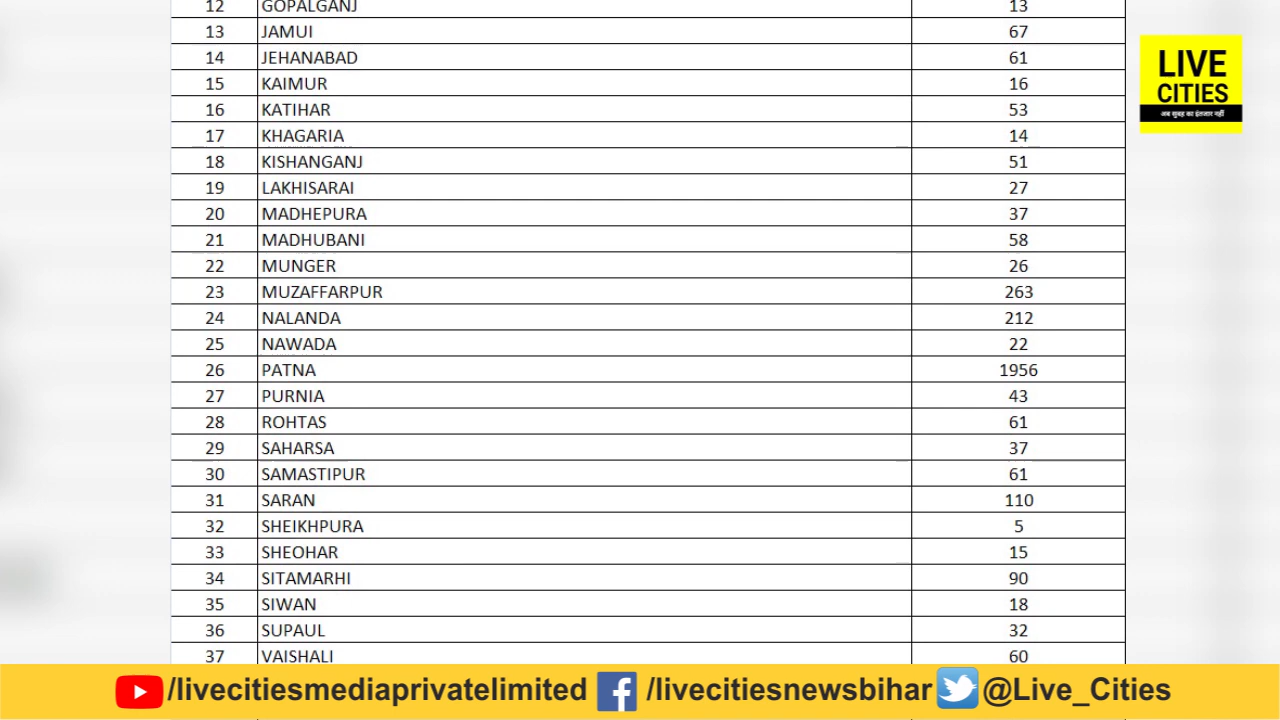 12 GOPALGANJ 13
13 JAMUI 67
14 JEHANABAD 61
15 KAIMUR 16
16 KATIHAR 53
17 KHAGARIA 14
18 KISHANGANJ 51
19 LAKHISARAI 27
20 MADHEPURA 37
21 MADHUBANI 58
22 MUNGER 26
23 MUZAFFARPUR 263
24 NALANDA 212
25 NAWADA 22
26 PATNA 1956
27 PURNIA 43
28 ROHTAS 61
29 SAHARSA 37
30 SAMASTIPUR 61
31 SARAN 110
32 SHEIKHPURA 5
33 SHEOHAR 15
34 SITAMARHI 90
35 SIWAN 18
36 SUPAUL 32
37 VAISHALI 60
LIVE
CITIES
अब सुबह का इंतजार नहीं
/livecitiesmediaprivatelimited /livecitiesnewsbihar @Live_Cities